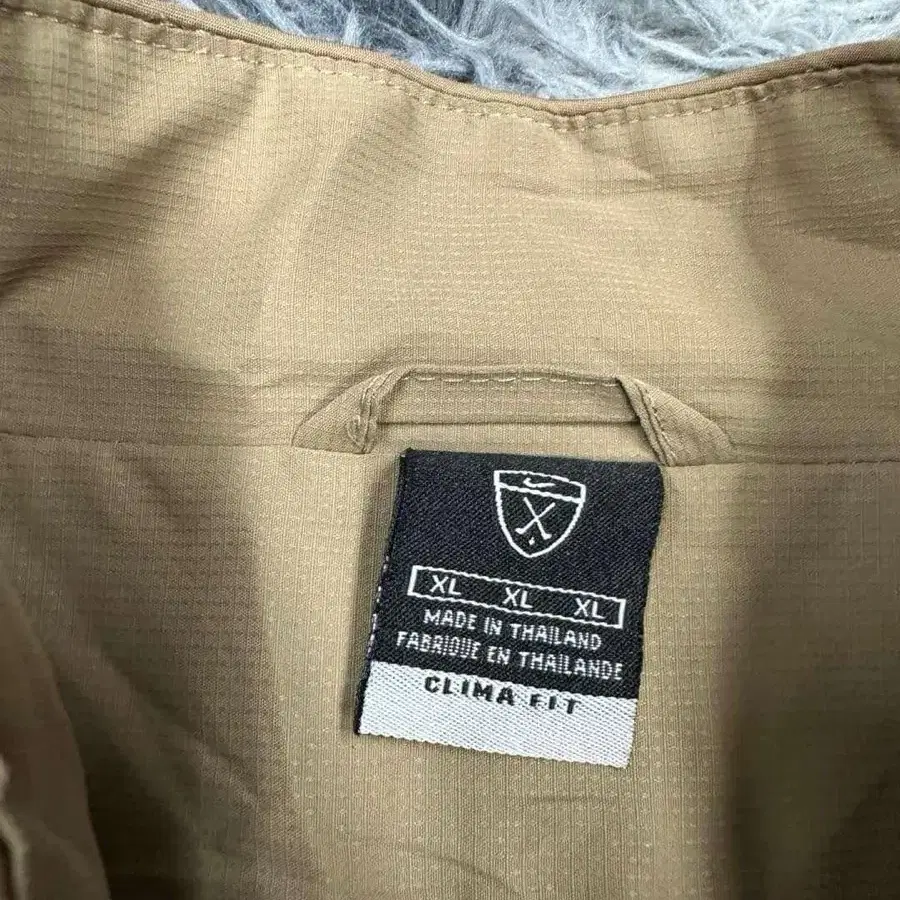 XL XL XL
MADE IN THAILAND
FABRIQUE EN THAILANDE
CLIMA FIT